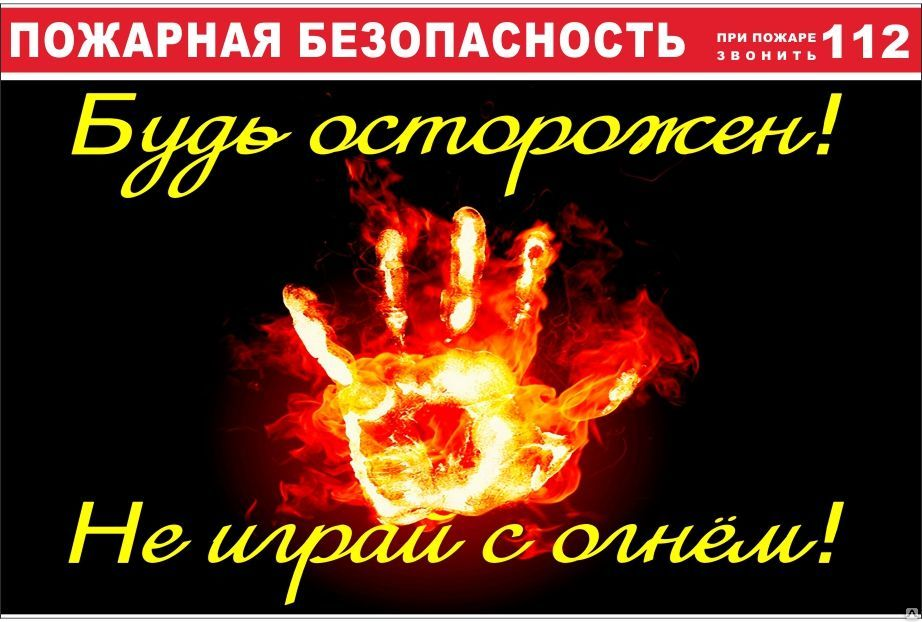 ПОЖАРНАЯ БЕЗОПАСНОСТЬ
ПРИ ПОЖАРЕ
ЗВОНИТЬ
112
Будь осторожен!
Не играй с огнём!